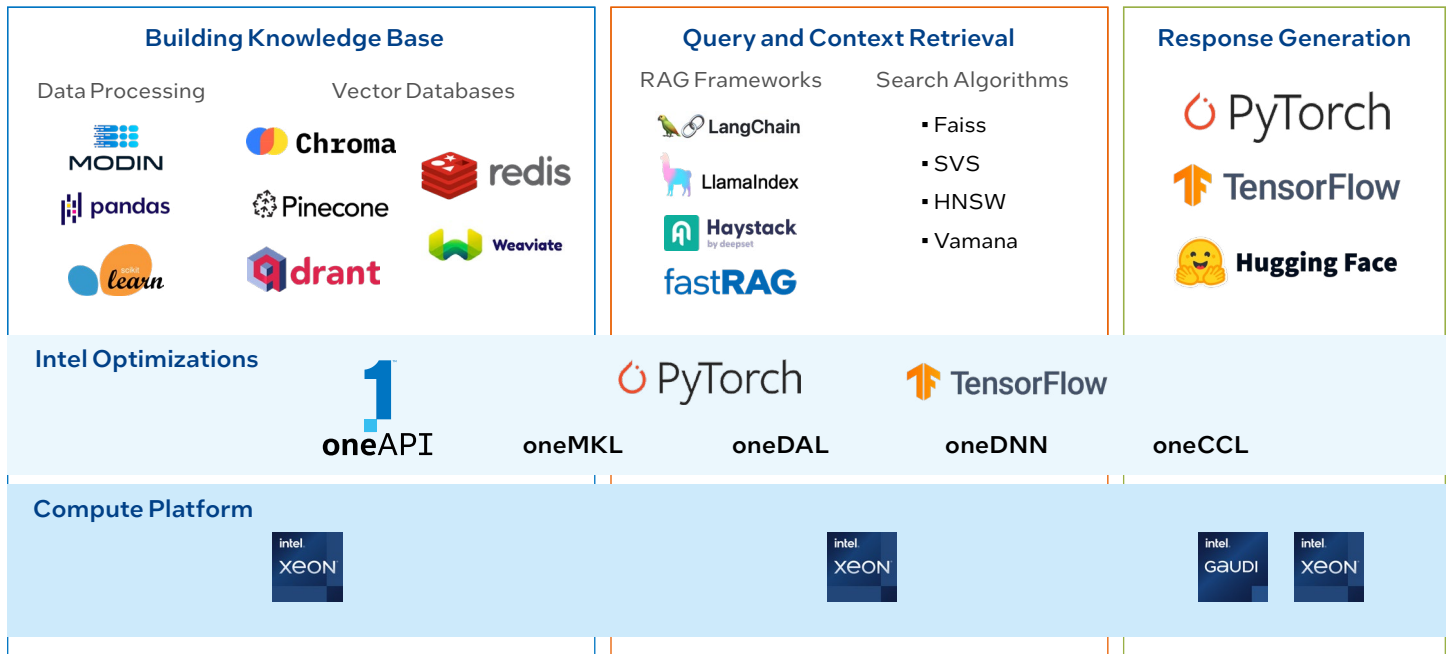 Building Knowledge Base
Data Processing
Vector Databases
MODIN
pandas
scikit
learn
Chroma
Pinecone
qdrant
redis
Weaviate
Query and Context Retrieval
RAG Frameworks
Search Algorithms
LangChain
LlamaIndex
Haystack
by deepset
fastRAG
▪ Faiss
▪ SVS
▪ HNSW
▪ Vamana
Response Generation
PyTorch
TensorFlow
Hugging Face
Intel Optimizations
oneAPI
PyTorch
TensorFlow
oneMKL
oneDAL
oneDNN
oneCCL
Compute Platform
intel.
xeon
intel.
xeon
intel.
GAUDI
intel.
xeon